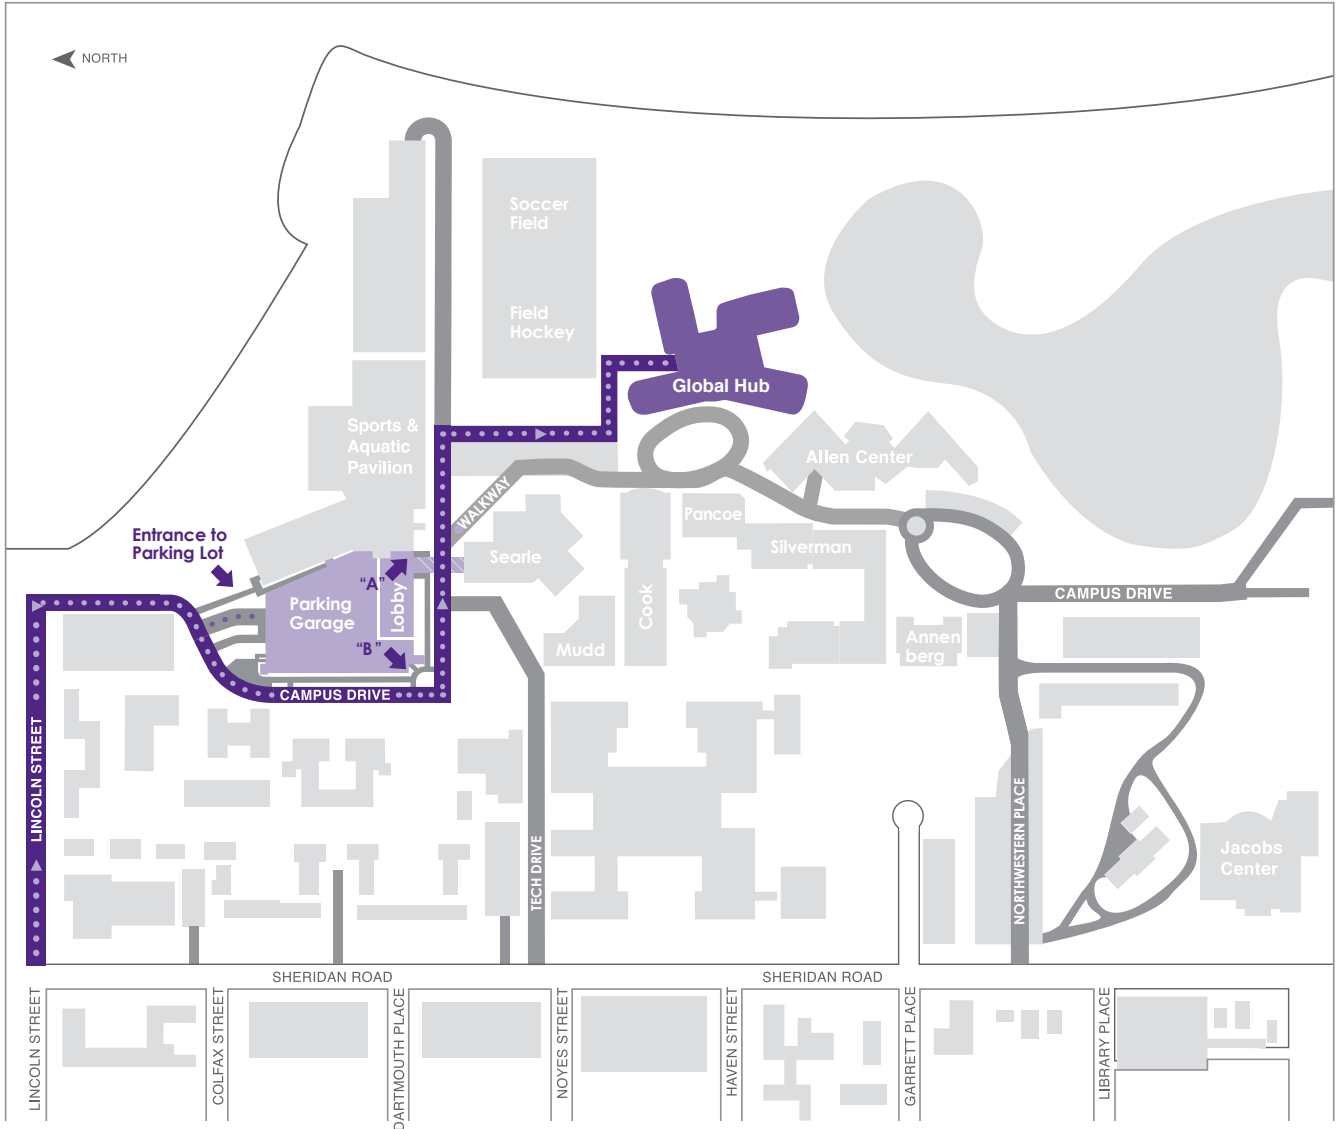 NORTH
Soccer
Field
Field
Hockey
Global Hub
Sports &
Aquatic
Pavilion
Allen Center
WALKWAY
Pancoe
Entrance to
Parking Lot
Searle
Silverman
“A”
Lobby
Parking
Garage
Cook
CAMPUS DRIVE
“B”
Mudd
Annen
berg
CAMPUS DRIVE
LINCOLN STREET
TECH DRIVE
NORTHWESTERN PLACE
Jacobs
Center
SHERIDAN ROAD
SHERIDAN ROAD
LINCOLN STREET
COLFAX STREET
DARTMOUTH PLACE
NOYES STREET
HAVEN STREET
GARRETT PLACE
LIBRARY PLACE